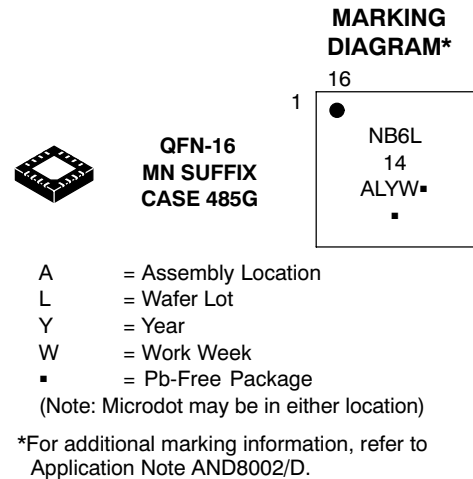 MARKING
DIAGRAM*
16
1
QFN-16
MN SUFFIX
CASE 485G
NB6L
14
ALYW▪
▪
A = Assembly Location
L = Wafer Lot
Y = Year
W = Work Week
▪ = Pb-Free Package
(Note: Microdot may be in either location)
*For additional marking information, refer to
Application Note AND8002/D.